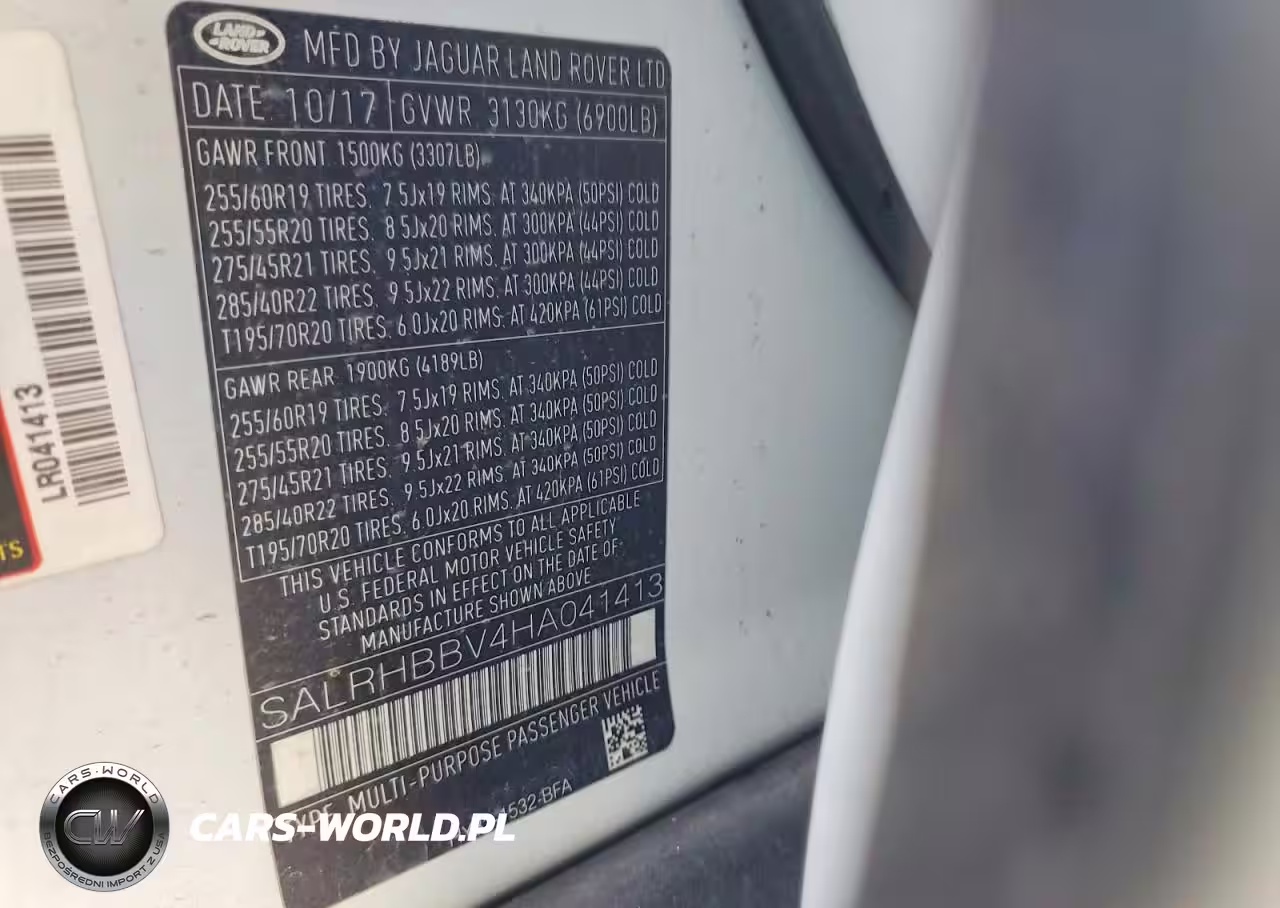 LAND ROVER
MFD BY JAGUAR LAND ROVER LTD
DATE. 10/17 GVWR. 3130KG (6900LB)
GAWR FRONT. 1500KG (3307LB)
255/60R19 TIRES. 7.5Jx19 RIMS. AT 340KPA (50PSI) COLD
255/55R20 TIRES. 8.5Jx20 RIMS. AT 300KPA (44PSI) COLD
275/45R21 TIRES. 9.5Jx21 RIMS. AT 300KPA (44PSI) COLD
285/40R22 TIRES. 9.5Jx22 RIMS. AT 300KPA (44PSI) COLD
T195/70R20 TIRES. 6.0Jx20 RIMS. AT 420KPA (61PSI) COLD
GAWR REAR. 1900KG (4189LB)
255/60R19 TIRES. 7.5Jx19 RIMS. AT 340KPA (50PSI) COLD
255/55R20 TIRES. 8.5Jx20 RIMS. AT 340KPA (50PSI) COLD
275/45R21 TIRES. 9.5Jx21 RIMS. AT 340KPA (50PSI) COLD
285/40R22 TIRES. 9.5Jx22 RIMS. AT 340KPA (50PSI) COLD
T195/70R20 TIRES. 6.0Jx20 RIMS. AT 420KPA (61PSI) COLD
THIS VEHICLE CONFORMS TO ALL APPLICABLE
U.S. FEDERAL MOTOR VEHICLE SAFETY
STANDARDS IN EFFECT ON THE DATE OF
MANUFACTURE SHOWN ABOVE
SALRHBBV4HA041413
TYPE. MULTI-PURPOSE PASSENGER VEHICLE
LR041413
CARS-WORLD
CW
BEZPOŚREDNI IMPORT Z USA
CARS-WORLD.PL